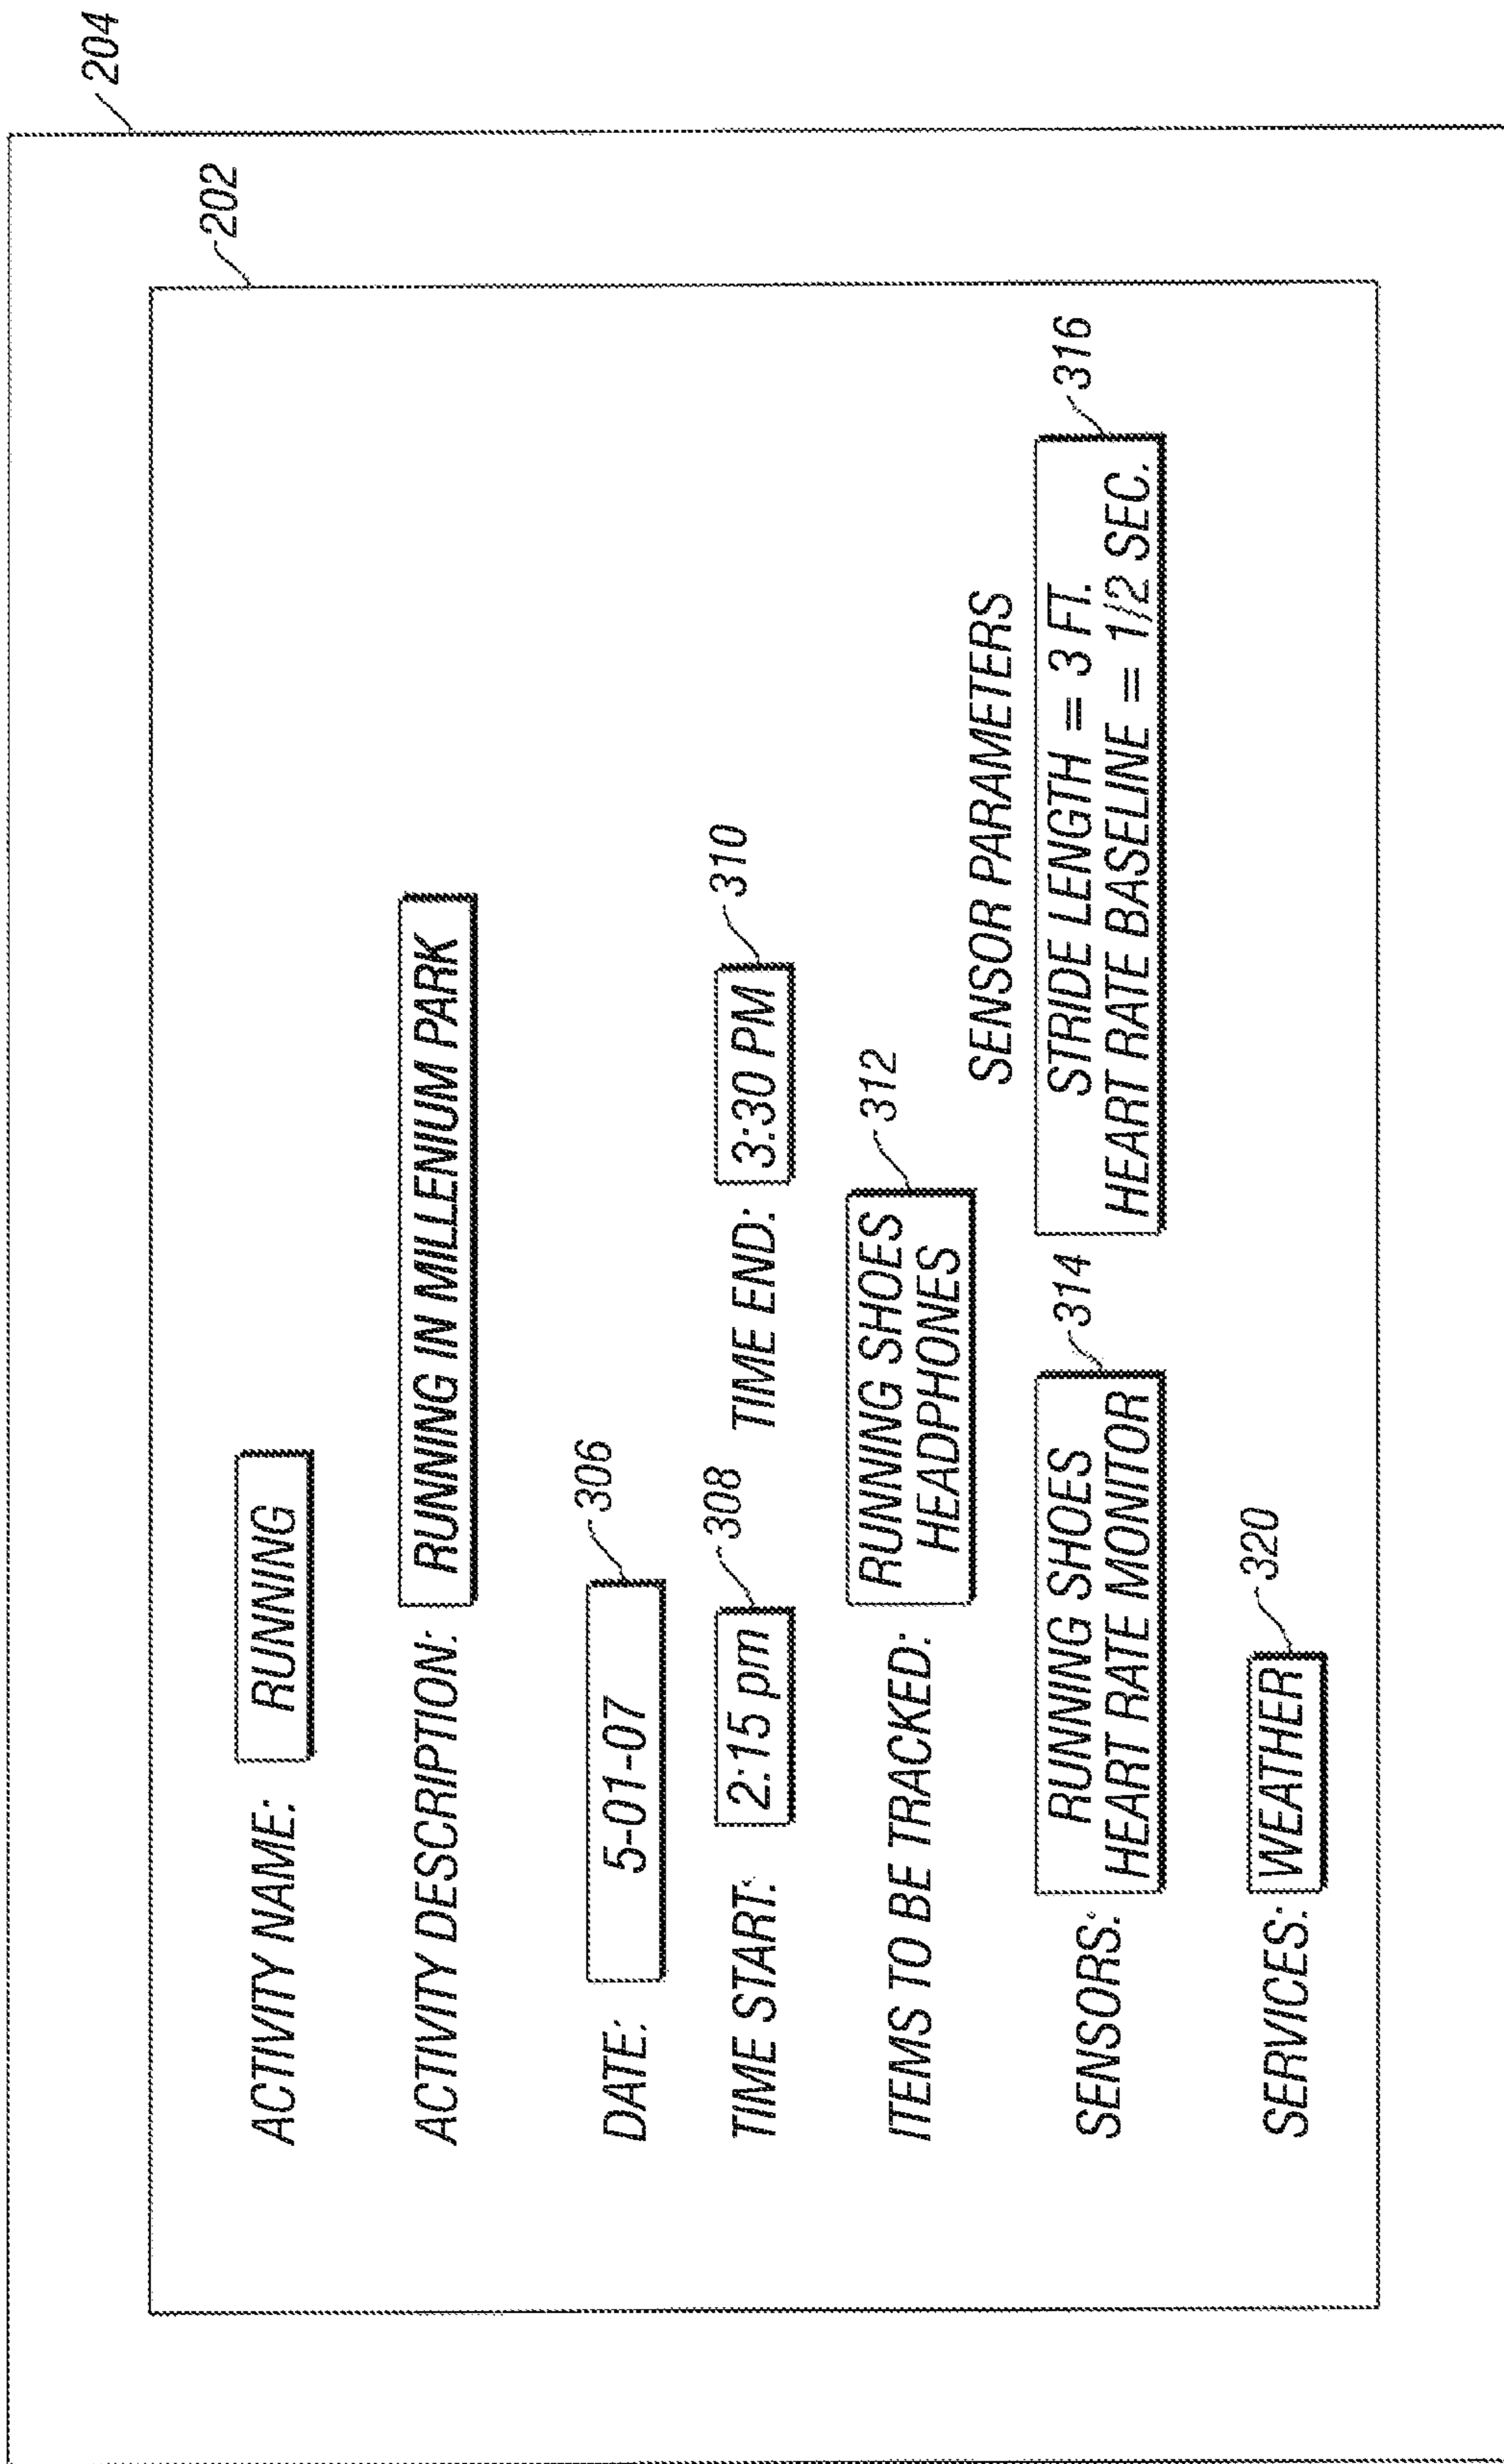 204
202
ACTIVITY NAME: RUNNING
ACTIVITY DESCRIPTION: RUNNING IN MILLENIUM PARK
306
DATE: 5-01-07
308 310
TIME START: 2:15 pm TIME END: 3:30 PM
312
ITEMS TO BE TRACKED: RUNNING SHOES
HEADPHONES
SENSOR PARAMETERS
314 316
SENSORS: RUNNING SHOES STRIDE LENGTH = 3 FT.
HEART RATE MONITOR HEART RATE BASELINE = 1/2 SEC.
320
SERVICES: WEATHER